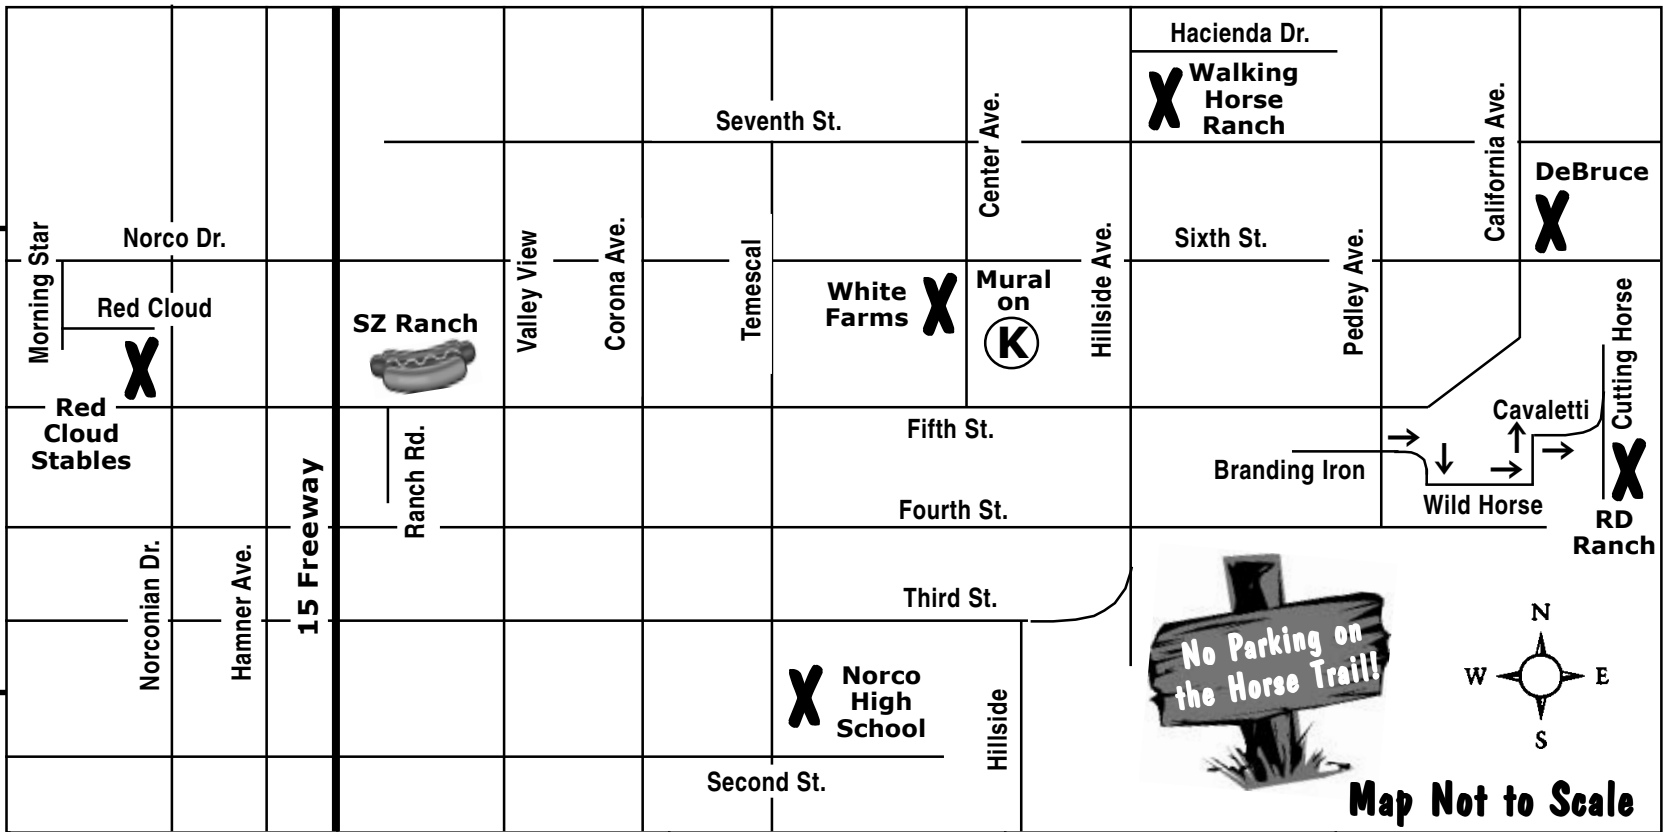 Hacienda Dr.
Walking
Horse
Ranch
Seventh St.
Center Ave.
California Ave.
DeBruce
Morning Star
Norco Dr.
Red Cloud
SZ Ranch
Valley View
Corona Ave.
Temescal
White
Farms
Mural
on
K
Hillside Ave.
Sixth St.
Pedley Ave.
Cutting Horse
Red
Cloud
Stables
15 Freeway
Ranch Rd.
Fifth St.
Cavaletti
Branding Iron
Wild Horse
Fourth St.
RD
Ranch
Norconian Dr.
Hamner Ave.
Third St.
Norco
High
School
Hillside
Second St.
No Parking on
the Horse Trail!
N
W
E
S
Map Not to Scale